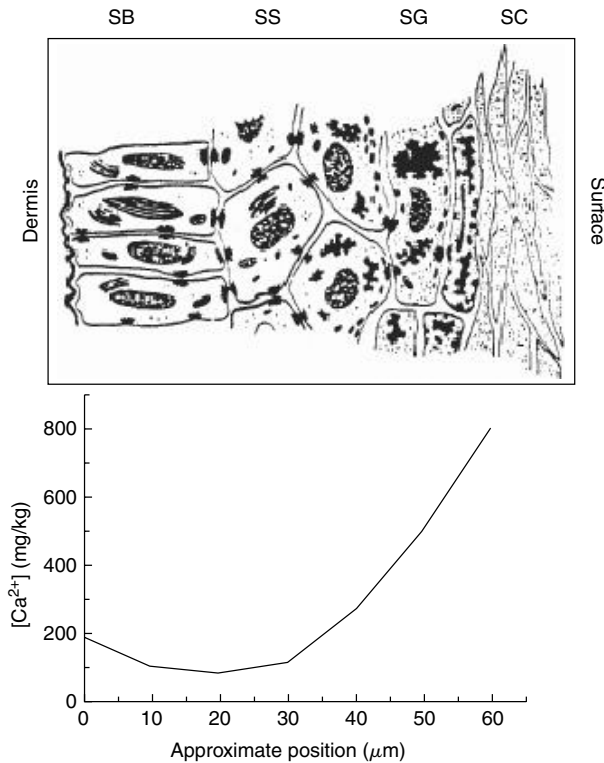 SB SS SG SC
Dermis
Surface
[Ca2+] (mg/kg)
800
600
400
200
0
0 10 20 30 40 50 60
Approximate position (μm)